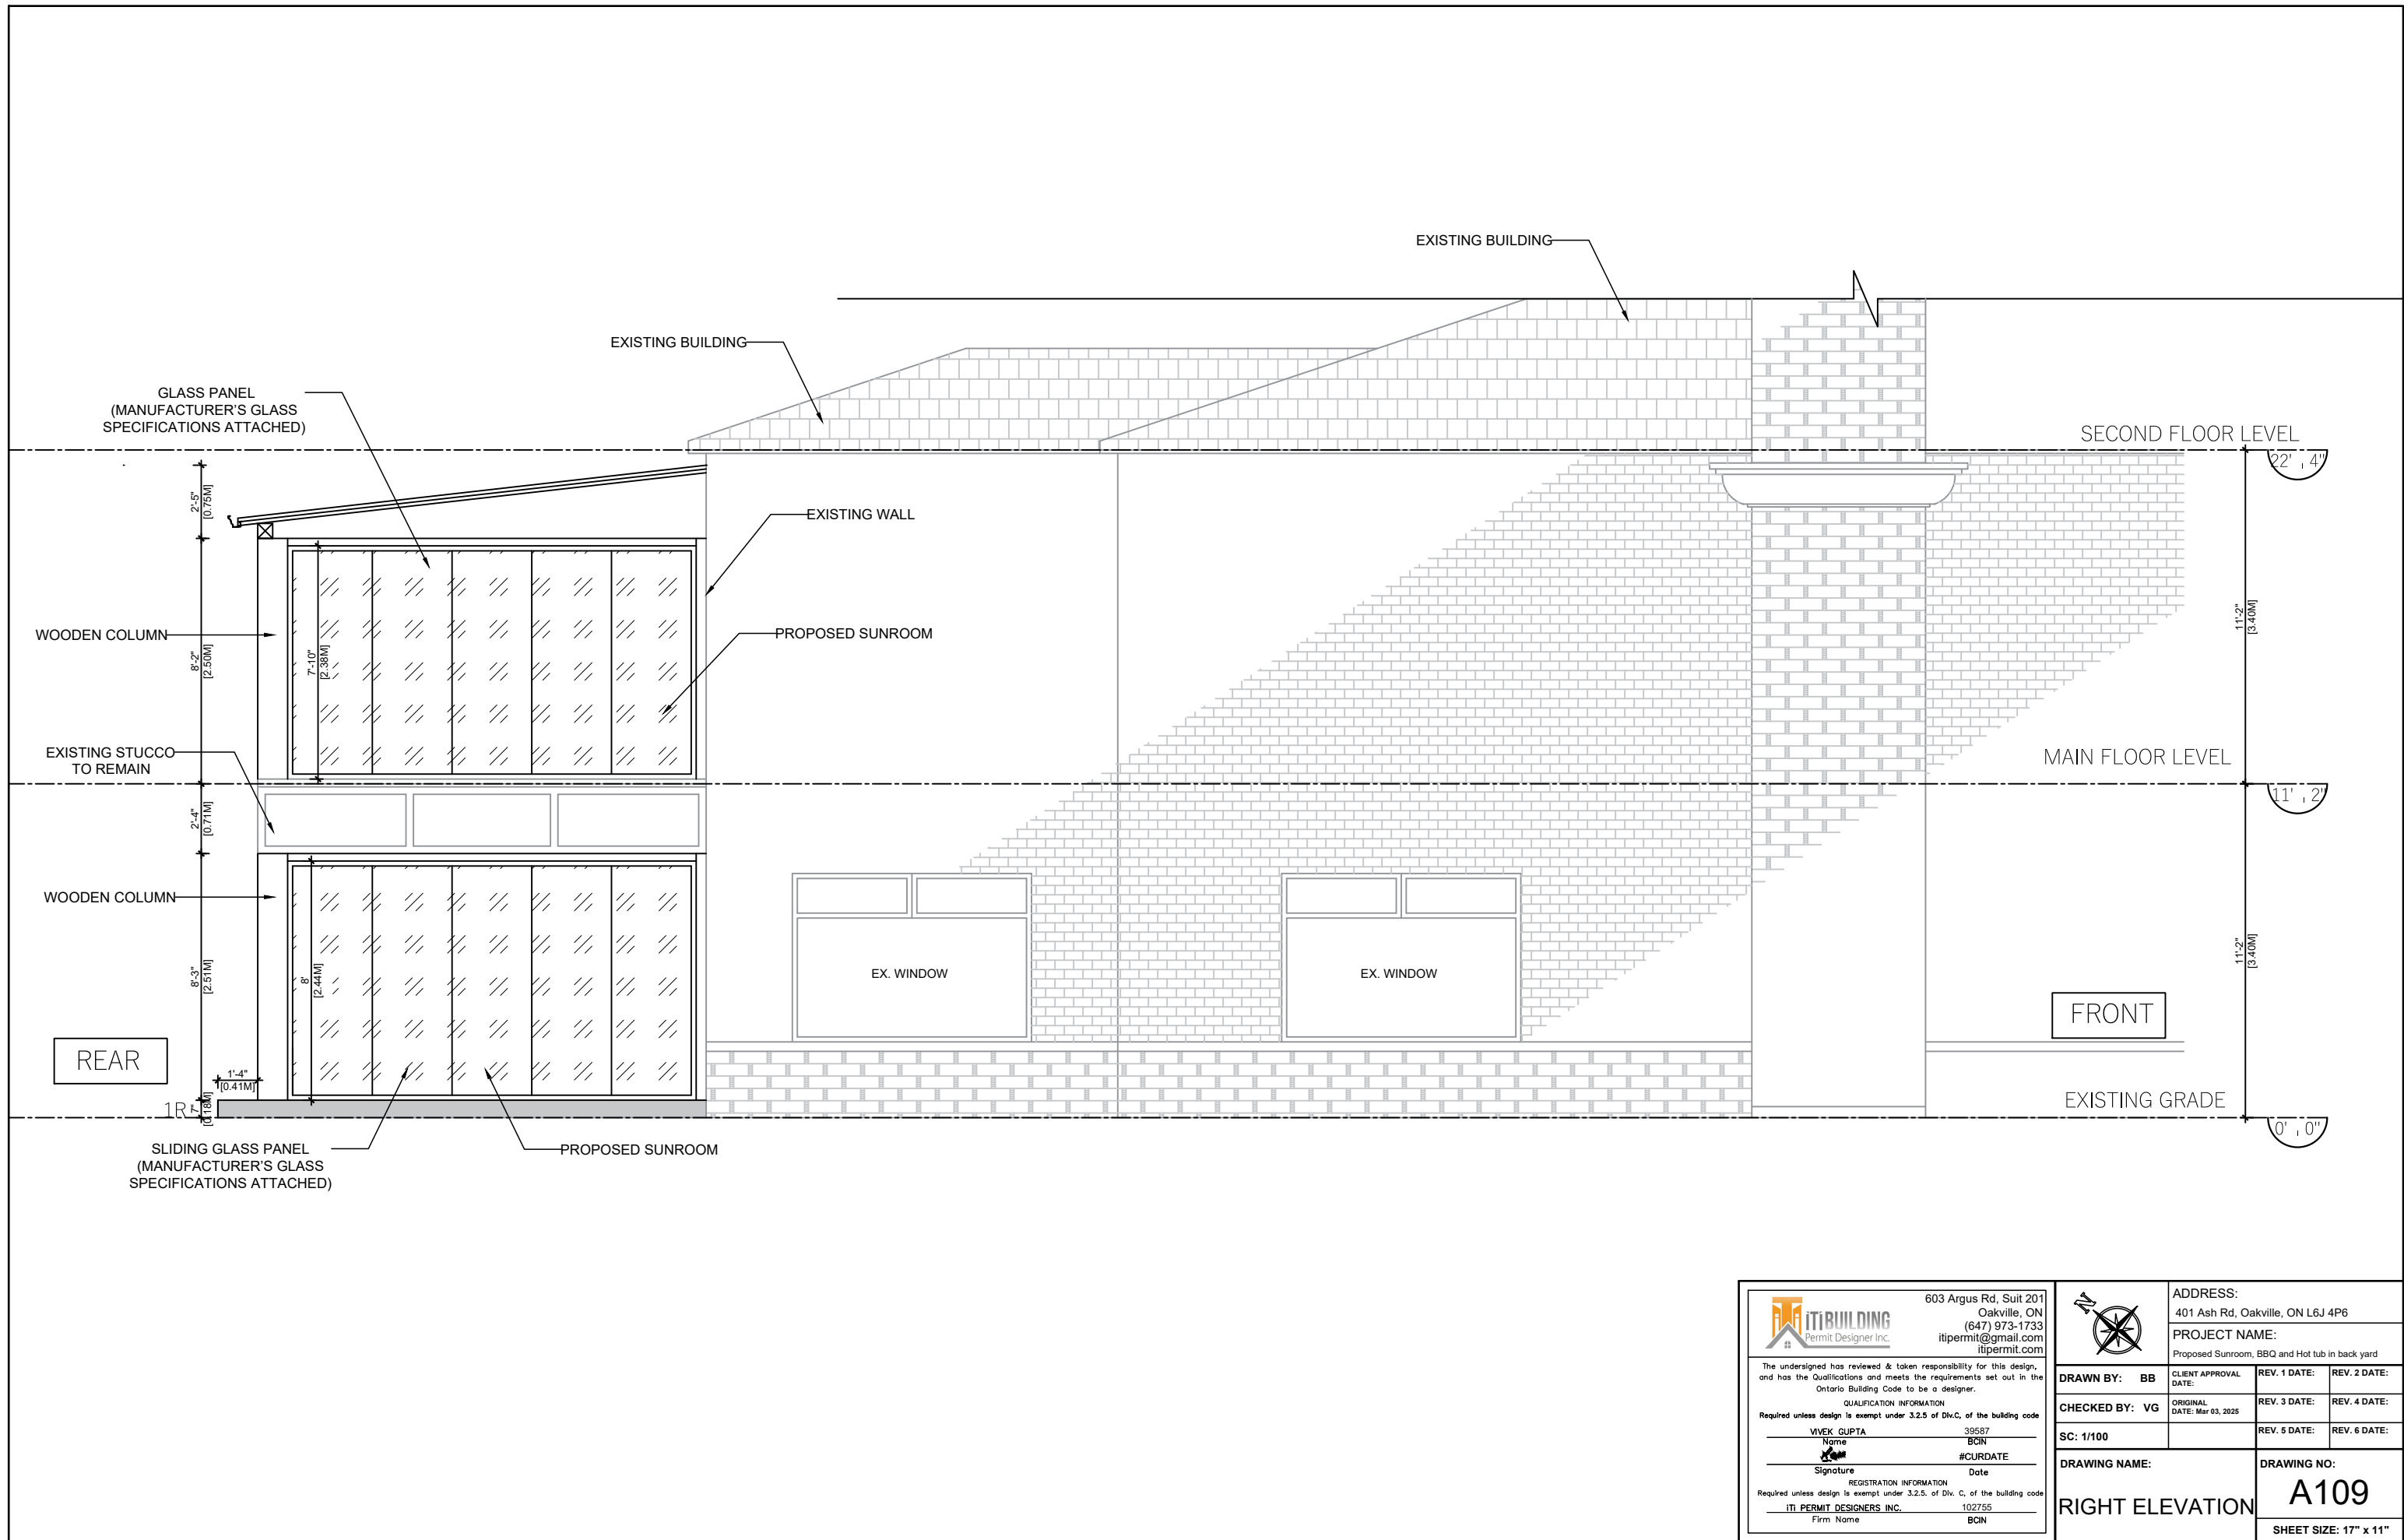 EXISTING BUILDING
EXISTING BUILDING
GLASS PANEL
(MANUFACTURER'S GLASS
SPECIFICATIONS ATTACHED)
SECOND FLOOR LEVEL
22' , 4"
2'-5"
[0.75M]
EXISTING WALL
WOODEN COLUMN
PROPOSED SUNROOM
8'-2"
[2.50M]
7'-10"
[2.38M]
11'-2"
[3.40M]
EXISTING STUCCO
TO REMAIN
MAIN FLOOR LEVEL
11' , 2"
2'-4"
[0.71M]
WOODEN COLUMN
8'-3"
[2.51M]
8'
[2.44M]
EX. WINDOW
EX. WINDOW
11'-2"
[3.40M]
FRONT
REAR
1'-4"
[0.41M]
1R
7"
[0.18M]
EXISTING GRADE
0' , 0"
SLIDING GLASS PANEL
(MANUFACTURER'S GLASS
SPECIFICATIONS ATTACHED)
PROPOSED SUNROOM
iTiBUILDING
Permit Designer Inc.
603 Argus Rd, Suit 201
Oakville, ON
(647) 973-1733
itipermit@gmail.com
itipermit.com
The undersigned has reviewed & taken responsibility for this design,
and has the Qualifications and meets the requirements set out in the
Ontario Building Code to be a designer.
QUALIFICATION INFORMATION
Required unless design is exempt under 3.2.5 of Div.C, of the building code
VIVEK GUPTA 39587
Name BCIN
#CURDATE
Signature Date
REGISTRATION INFORMATION
Required unless design is exempt under 3.2.5. of Div. C, of the building code
iTi PERMIT DESIGNERS INC. 102755
Firm Name BCIN
N
ADDRESS:
401 Ash Rd, Oakville, ON L6J 4P6
PROJECT NAME:
Proposed Sunroom, BBQ and Hot tub in back yard
DRAWN BY: BB
CLIENT APPROVAL
DATE:
REV. 1 DATE:
REV. 2 DATE:
CHECKED BY: VG
ORIGINAL
DATE: Mar 03, 2025
REV. 3 DATE:
REV. 4 DATE:
SC: 1/100
REV. 5 DATE:
REV. 6 DATE:
DRAWING NAME:
RIGHT ELEVATION
DRAWING NO:
A109
SHEET SIZE: 17" x 11"